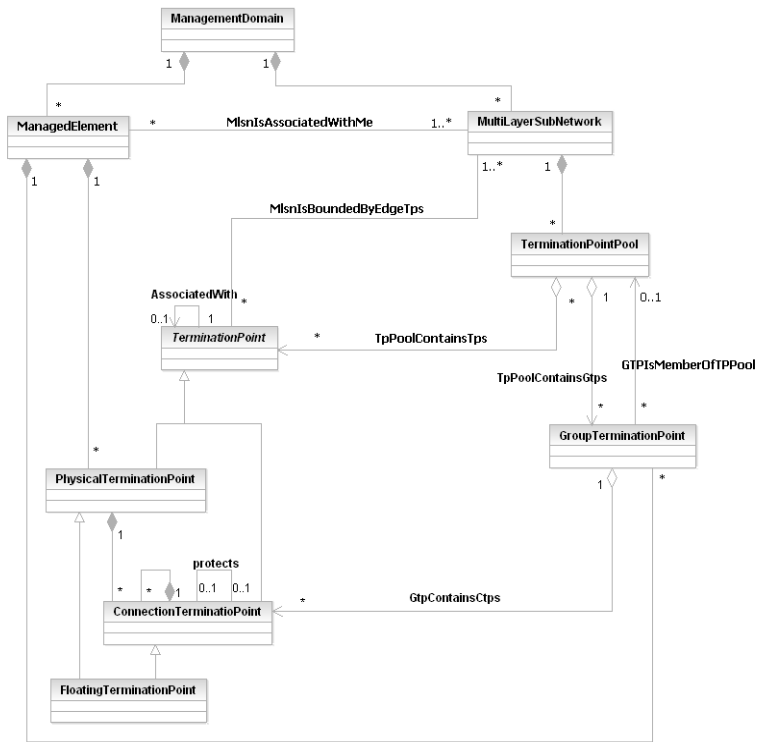 ManagementDomain
1
1
*
*
ManagedElement
*
MlsnIsAssociatedWithMe
1..*
MultiLayerSubNetwork
1
1
1..*
1
MlsnIsBoundedByEdgeTps
*
TerminationPointPool
AssociatedWith
0..1
1
*
*
1
0..1
TerminationPoint
*
TpPoolContainsTps
GTPIsMemberOfTPPool
TpPoolContainsGtps
*
*
GroupTerminationPoint
*
PhysicalTerminationPoint
1
*
1
protects
*
*
1
0..1
0..1
ConnectionTerminatioPoint
*
GtpContainsCtps
FloatingTerminationPoint